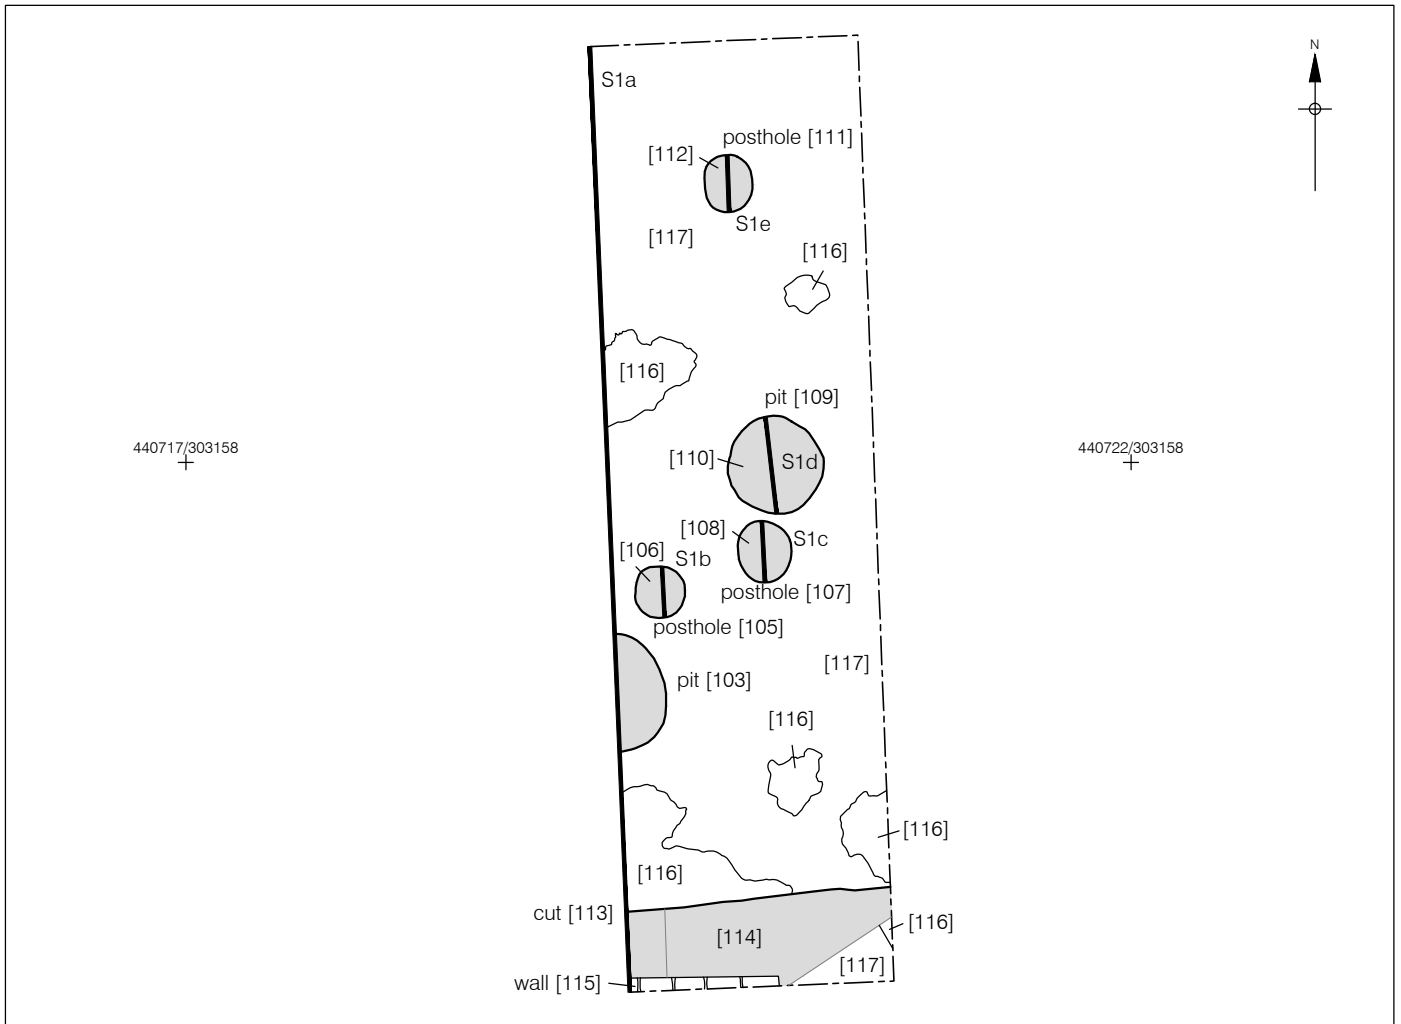 N
S1a
posthole [111]
[112]
S1e
[117]
[116]
[116]
pit [109]
440717/303158
440722/303158
[110]
S1d
[108]
S1c
[106]
S1b
posthole [107]
posthole [105]
[117]
pit [103]
[116]
[116]
[116]
cut [113]
[116]
[114]
[117]
wall [115]